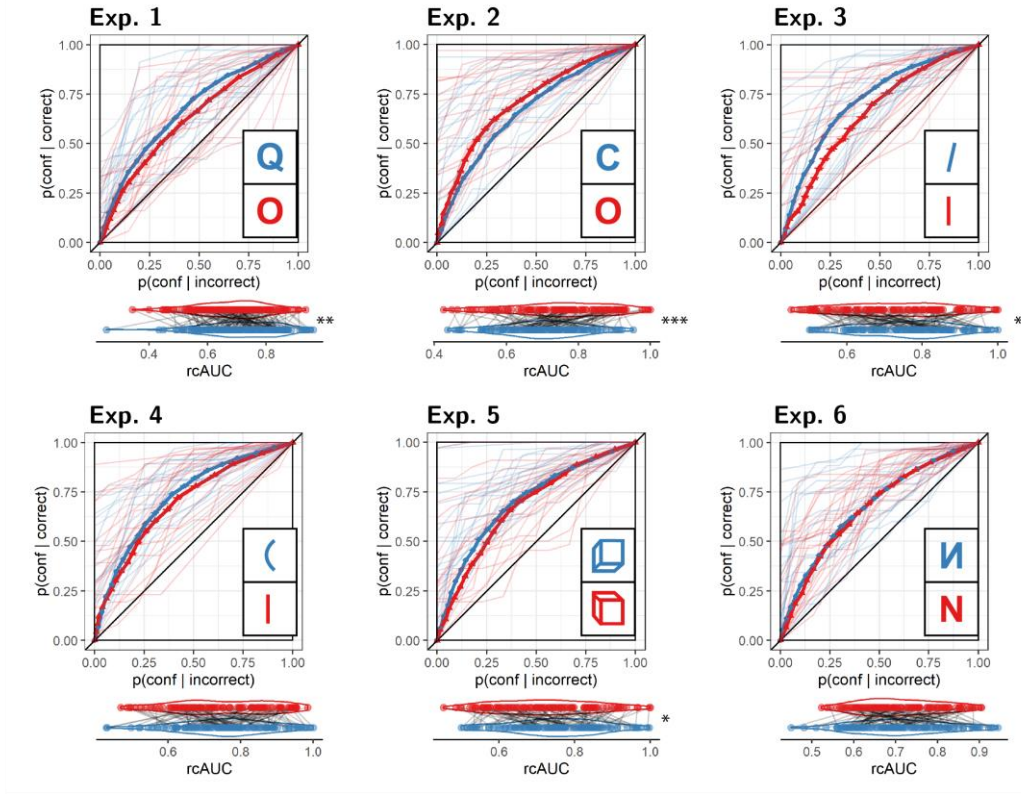 Exp. 1
1.00
0.75
0.50
0.25
0.00
p(conf | correct)
Q
O
0.00 0.25 0.50 0.75 1.00
p(conf | incorrect)
**
0.4 0.6 0.8
rcAUC
Exp. 2
1.00
0.75
0.50
0.25
0.00
p(conf | correct)
C
O
0.00 0.25 0.50 0.75 1.00
p(conf | incorrect)
***
0.4 0.6 0.8 1.0
rcAUC
Exp. 3
1.00
0.75
0.50
0.25
0.00
p(conf | correct)
/
|
0.00 0.25 0.50 0.75 1.00
p(conf | incorrect)
*
0.6 0.8 1.0
rcAUC
Exp. 4
1.00
0.75
0.50
0.25
0.00
p(conf | correct)
(
|
0.00 0.25 0.50 0.75 1.00
p(conf | incorrect)
0.6 0.8 1.0
rcAUC
Exp. 5
1.00
0.75
0.50
0.25
0.00
p(conf | correct)
0.00 0.25 0.50 0.75 1.00
p(conf | incorrect)
*
0.6 0.8 1.0
rcAUC
Exp. 6
1.00
0.75
0.50
0.25
0.00
p(conf | correct)
И
N
0.00 0.25 0.50 0.75 1.00
p(conf | incorrect)
0.5 0.6 0.7 0.8 0.9
rcAUC